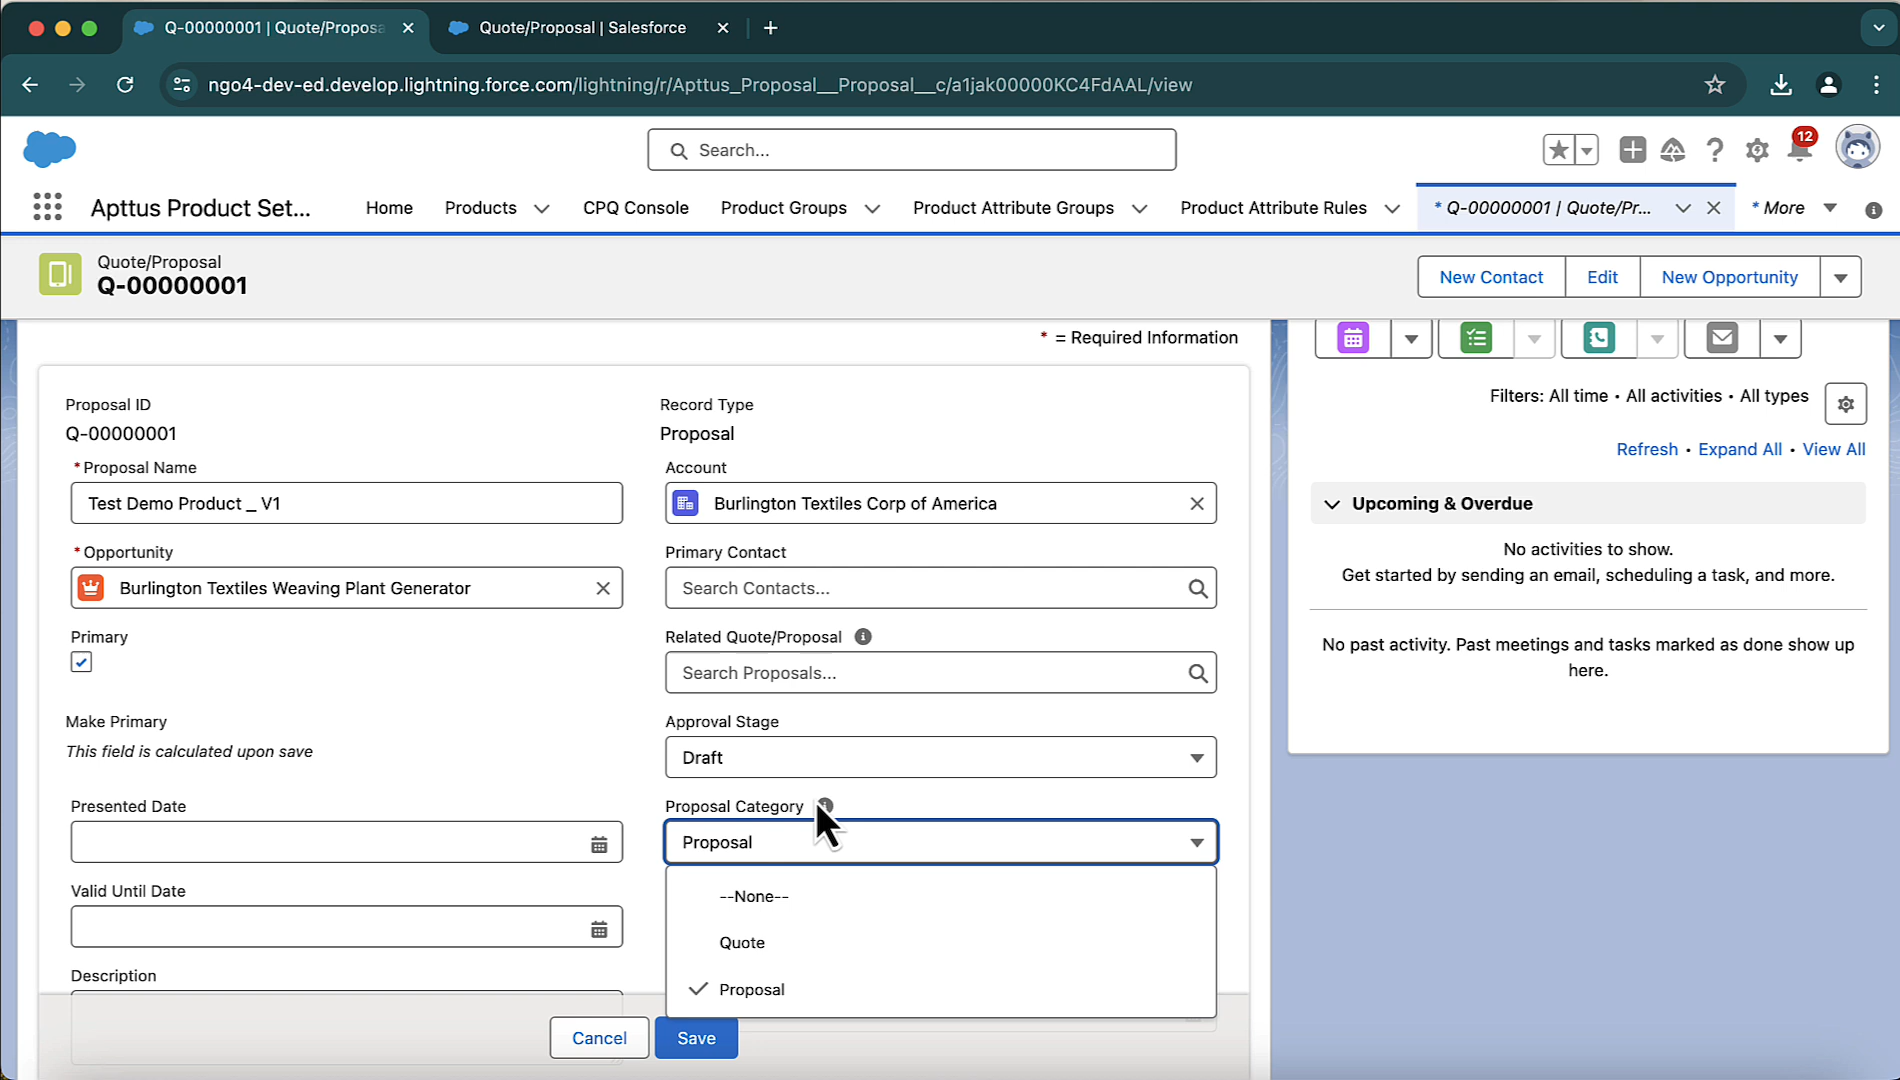 Q-00000001 | Quote/Proposa
Quote/Proposal | Salesforce
ngo4-dev-ed.develop.lightning.force.com/lightning/r/Apttus_Proposal__Proposal__c/a1jak00000KC4FdAAL/view
Search...
12
Apttus Product Set...
Home
Products
CPQ Console
Product Groups
Product Attribute Groups
Product Attribute Rules
* Q-00000001 | Quote/Pr...
* More
Quote/Proposal
Q-00000001
New Contact
Edit
New Opportunity
* = Required Information
Proposal ID
Q-00000001
Record Type
Proposal
*Proposal Name
Test Demo Product _ V1
Account
Burlington Textiles Corp of America
*Opportunity
Burlington Textiles Weaving Plant Generator
Primary Contact
Search Contacts...
Primary
Related Quote/Proposal
Search Proposals...
Make Primary
This field is calculated upon save
Approval Stage
Draft
Presented Date
Proposal Category
Proposal
--None--
Quote
Proposal
Valid Until Date
Description
Cancel
Save
Filters: All time • All activities • All types
Refresh • Expand All • View All
Upcoming & Overdue
No activities to show.
Get started by sending an email, scheduling a task, and more.
No past activity. Past meetings and tasks marked as done show up
here.